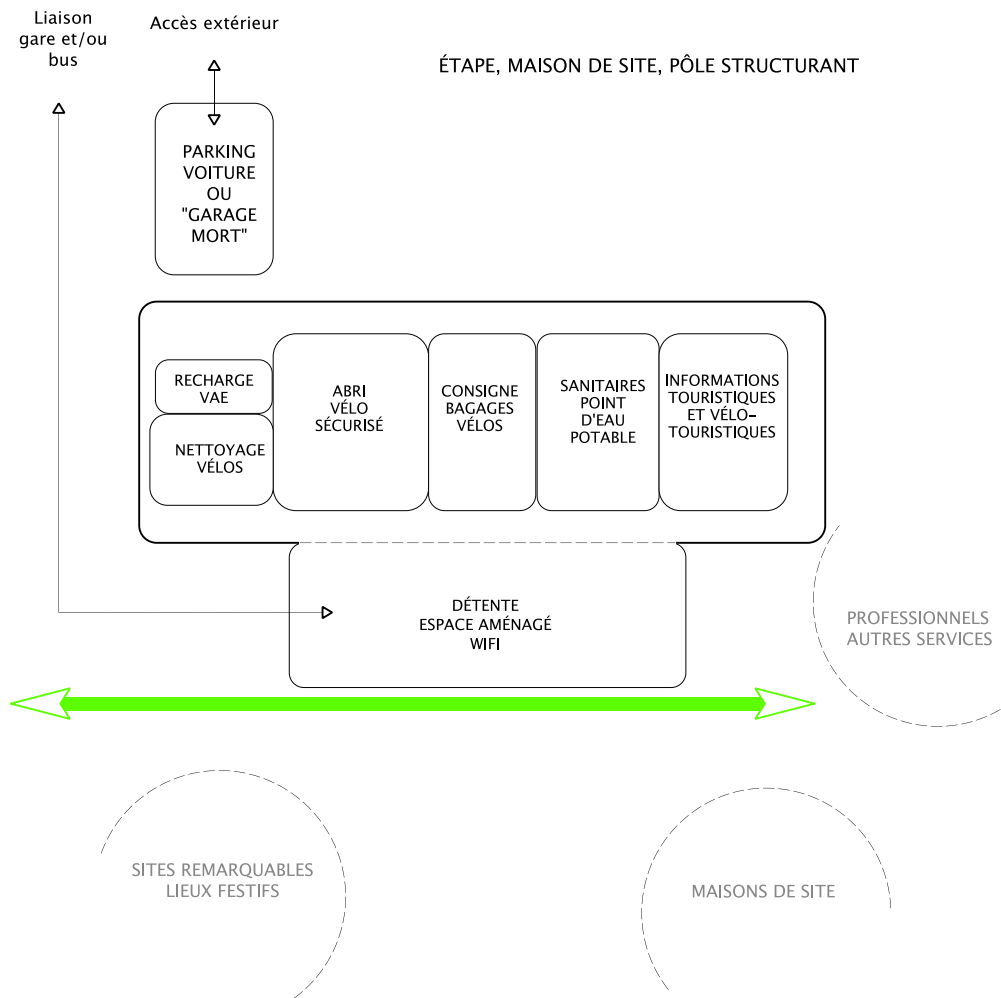 Liaison
gare et/ou
bus
Accès extérieur
ÉTAPE, MAISON DE SITE, PÔLE STRUCTURANT
PARKING
VOITURE
OU
"GARAGE
MORT"
RECHARGE
VAE
NETTOYAGE
VÉLOS
ABRI
VÉLO
SÉCURISÉ
CONSIGNE
BAGAGES
VÉLOS
SANITAIRES
POINT
D'EAU
POTABLE
INFORMATIONS
TOURISTIQUES
ET VÉLO-
TOURISTIQUES
DÉTENTE
ESPACE AMÉNAGÉ
WIFI
PROFESSIONNELS
AUTRES SERVICES
SITES REMARQUABLES
LIEUX FESTIFS
MAISONS DE SITE